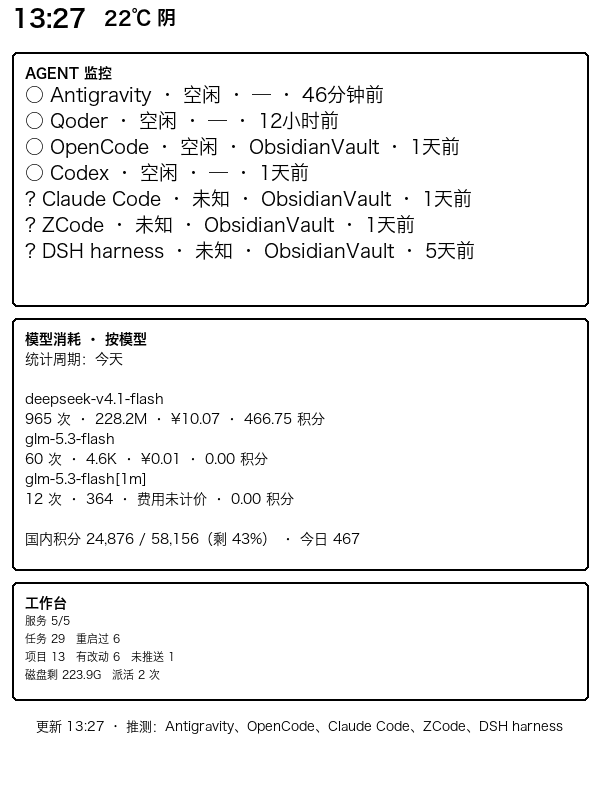 13:27 22℃ 阴
AGENT 监控
○ Antigravity · 空闲 · — · 46分钟前
○ Qoder · 空闲 · — · 12小时前
○ OpenCode · 空闲 · ObsidianVault · 1天前
○ Codex · 空闲 · — · 1天前
? Claude Code · 未知 · ObsidianVault · 1天前
? ZCode · 未知 · ObsidianVault · 1天前
? DSH harness · 未知 · ObsidianVault · 5天前
模型消耗 · 按模型
统计周期：今天
deepseek-v4.1-flash
965 次 · 228.2M · ¥10.07 · 466.75 积分
glm-5.3-flash
60 次 · 4.6K · ¥0.01 · 0.00 积分
glm-5.3-flash[1m]
12 次 · 364 · 费用未计价 · 0.00 积分
国内积分 24,876 / 58,156（剩 43%） · 今日 467
工作台
服务 5/5
任务 29 重启过 6
项目 13 有改动 6 未推送 1
磁盘剩 223.9G 派活 2 次
更新 13:27 · 推测：Antigravity、OpenCode、Claude Code、ZCode、DSH harness